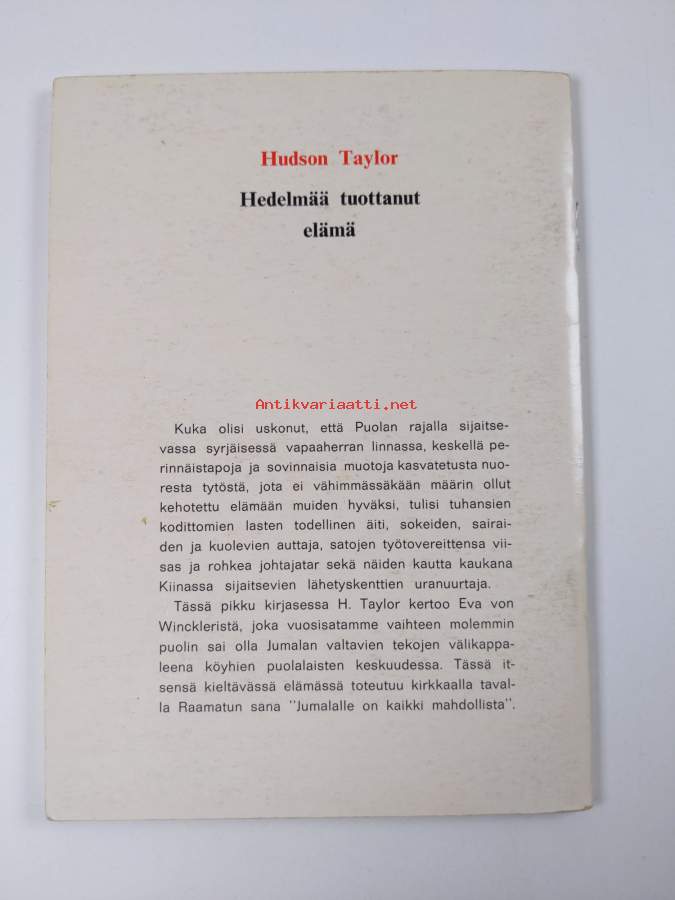 Hudson Taylor
Hedelmää tuottanut
elämä
Antikvariaatti.net
Kuka olisi uskonut, että Puolan rajalla sijaitse-
vassa syrjäisessä vapaaherran linnassa, keskellä pe-
rinnäistapoja ja sovinnaisia muotoja kasvatetusta nuo-
resta tytöstä, jota ei vähimmässäkään määrin ollut
kehotettu elämään muiden hyväksi, tulisi tuhansien
kodittomien lasten todellinen äiti, sokeiden, sairai-
den ja kuolevien auttaja, satojen työtovereittensa vii-
sas ja rohkea johtajatar sekä näiden kautta kaukana
Kiinassa sijaitsevien lähetyskenttien uranuurtaja.
Tässä pikku kirjasessa H. Taylor kertoo Eva von
Winckleristä, joka vuosisatamme vaihteen molemmin
puolin sai olla Jumalan valtavien tekojen välikappa-
leena köyhien puolalaisten keskuudessa. Tässä it-
sensä kieltävässä elämässä toteutuu kirkkaalla taval-
la Raamatun sana "Jumalalle on kaikki mahdollista".